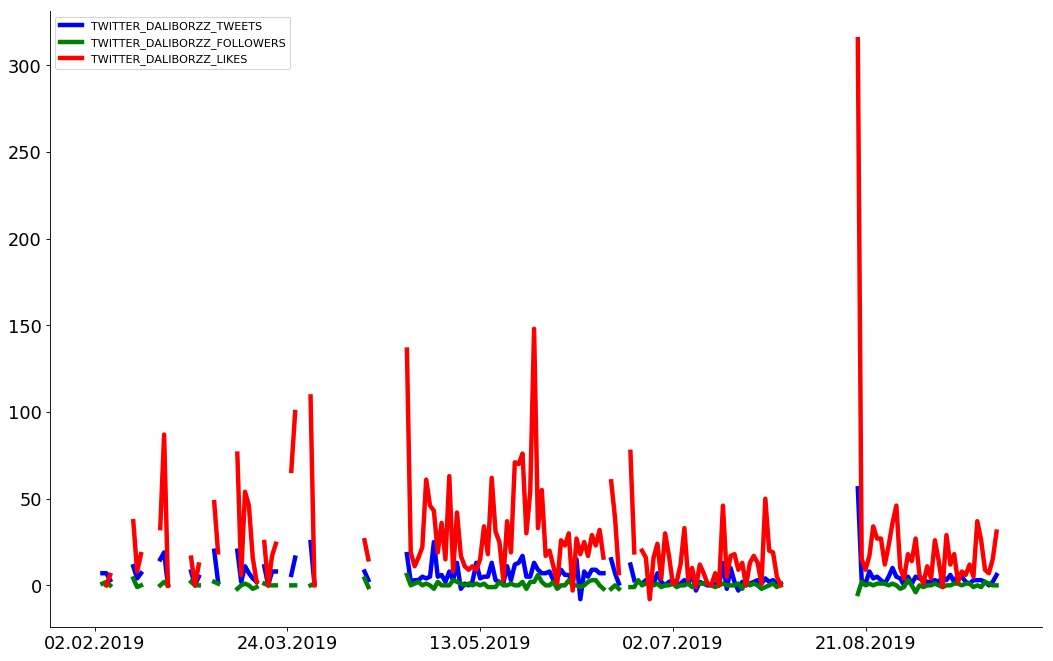 TWITTER_DALIBORZZ_TWEETS
TWITTER_DALIBORZZ_FOLLOWERS
TWITTER_DALIBORZZ_LIKES
300
250
200
150
100
50
0
02.02.2019 24.03.2019 13.05.2019 02.07.2019 21.08.2019